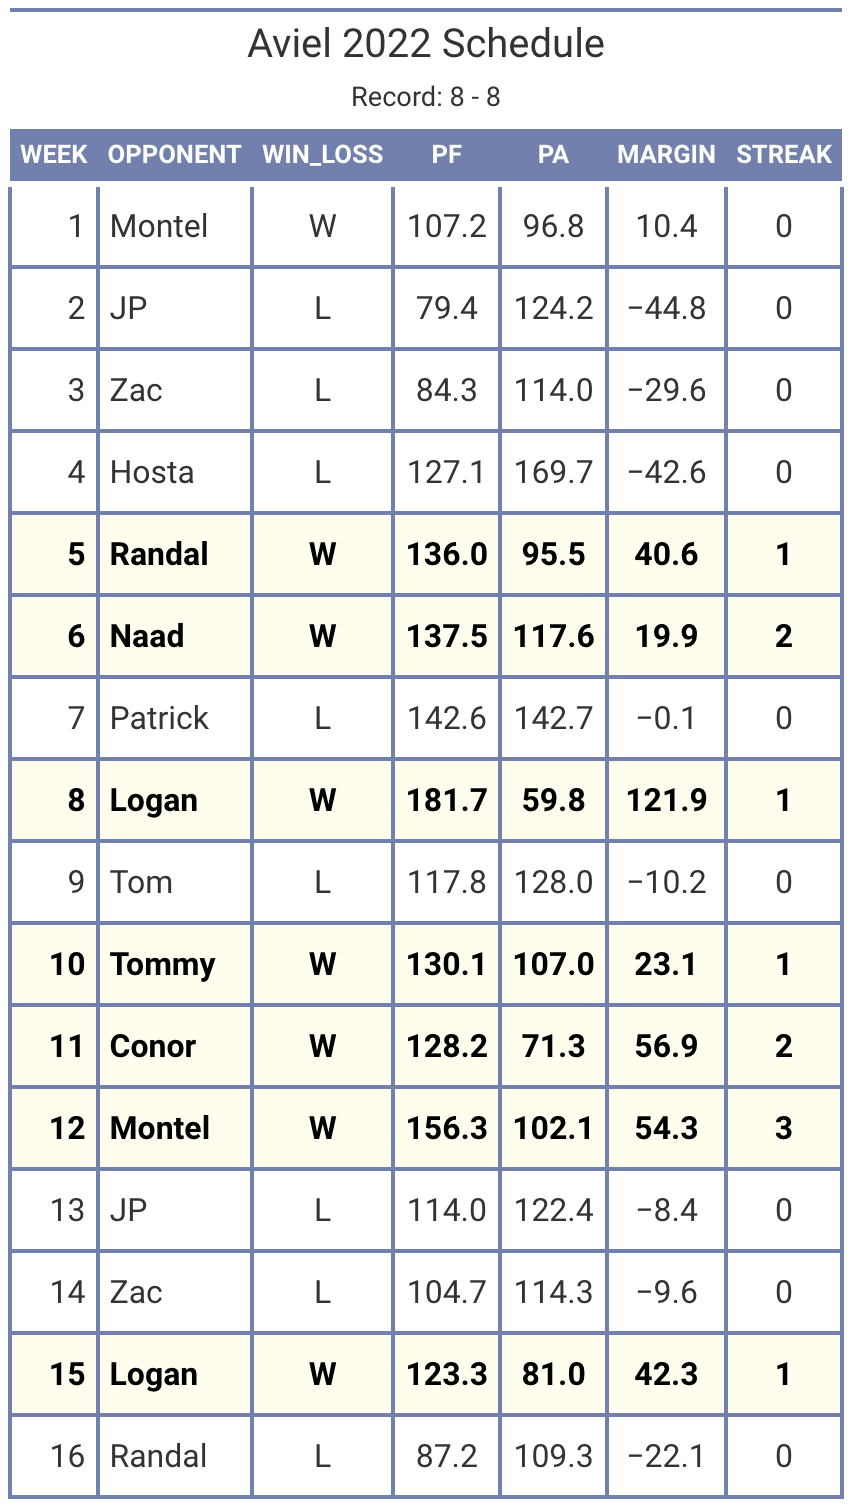 Aviel 2022 Schedule
Record: 8 - 8
WEEK OPPONENT WIN_LOSS PF PA MARGIN STREAK
1 Montel W 107.2 96.8 10.4 0
2 JP L 79.4 124.2 −44.8 0
3 Zac L 84.3 114.0 −29.6 0
4 Hosta L 127.1 169.7 −42.6 0
5 Randal W 136.0 95.5 40.6 1
6 Naad W 137.5 117.6 19.9 2
7 Patrick L 142.6 142.7 −0.1 0
8 Logan W 181.7 59.8 121.9 1
9 Tom L 117.8 128.0 −10.2 0
10 Tommy W 130.1 107.0 23.1 1
11 Conor W 128.2 71.3 56.9 2
12 Montel W 156.3 102.1 54.3 3
13 JP L 114.0 122.4 −8.4 0
14 Zac L 104.7 114.3 −9.6 0
15 Logan W 123.3 81.0 42.3 1
16 Randal L 87.2 109.3 −22.1 0